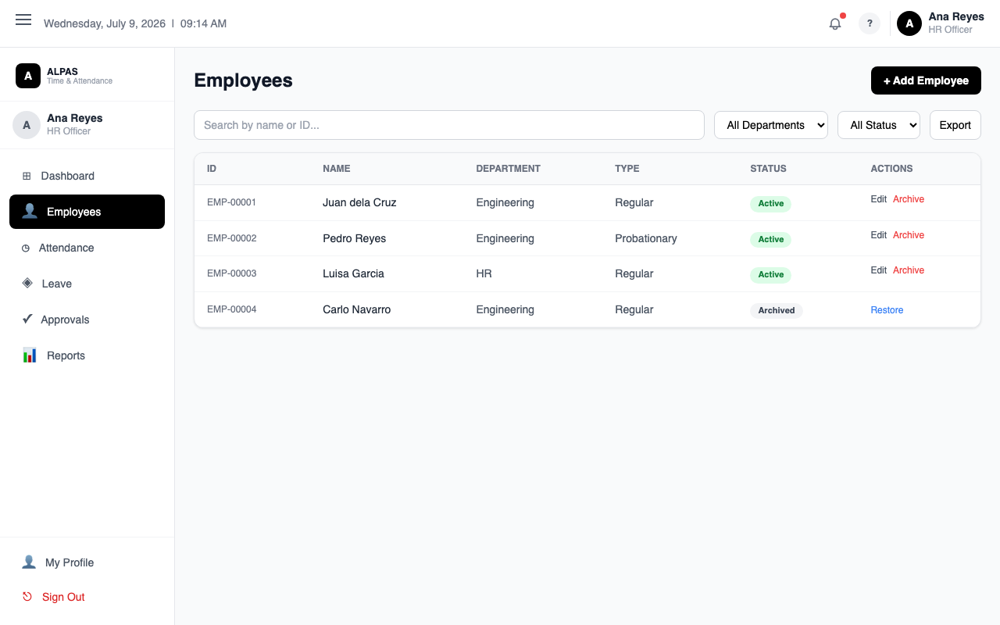 Wednesday, July 9, 2026 | 09:14 AM
?
A
Ana Reyes
HR Officer
A
ALPAS
Time & Attendance
A
Ana Reyes
HR Officer
Dashboard
Employees
Attendance
Leave
Approvals
Reports
My Profile
Sign Out
Employees
+ Add Employee
Search by name or ID...
All Departments
All Status
Export
ID NAME DEPARTMENT TYPE STATUS ACTIONS
EMP-00001 Juan dela Cruz Engineering Regular Active Edit Archive
EMP-00002 Pedro Reyes Engineering Probationary Active Edit Archive
EMP-00003 Luisa Garcia HR Regular Active Edit Archive
EMP-00004 Carlo Navarro Engineering Regular Archived Restore